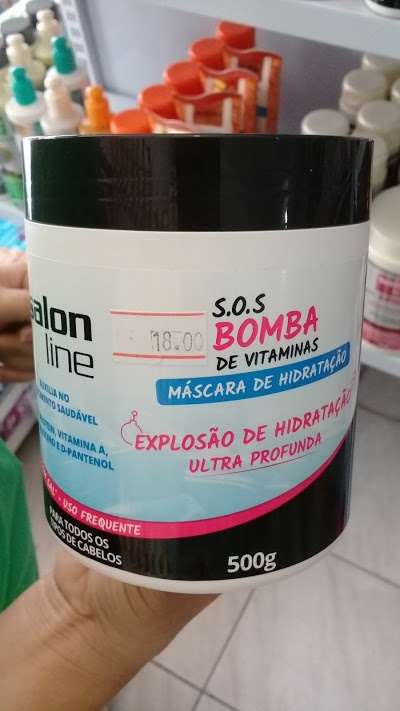 salon
line
18.00
S.O.S
BOMBA
DE VITAMINAS
MÁSCARA DE HIDRATAÇÃO
EXPLOSÃO DE HIDRATAÇÃO
ULTRA PROFUNDA
AUXILIA NO
SAUDÁVEL
VITAMINA A,
E D-PANTENOL
USO FREQUENTE
PARA TODOS OS
TIPOS DE CABELOS
500g